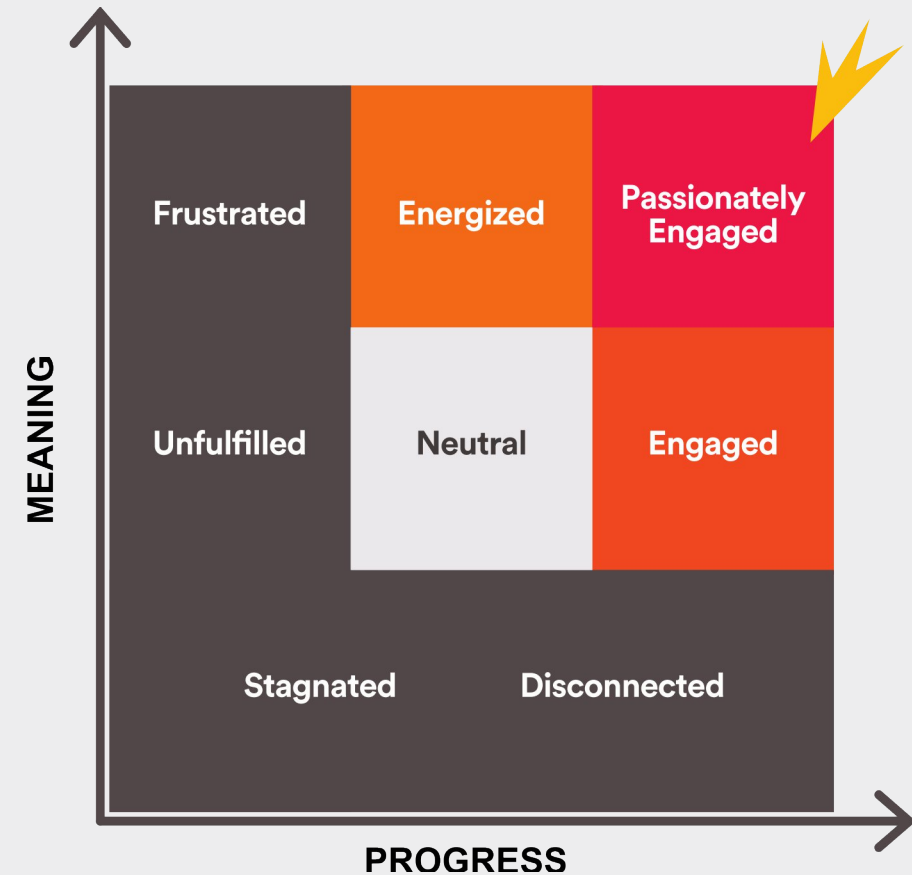 Frustrated
Energized
Passionately
Engaged
MEANING
Unfulfilled
Neutral
Engaged
Stagnated
Disconnected
PROGRESS